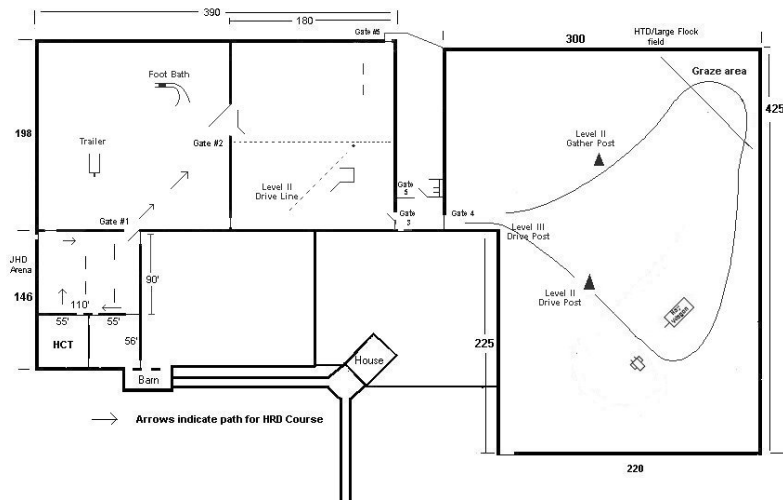 390
180
Gate #5
300
HTD/Large Flock
field
Graze area
425
Foot Bath
198
Trailer
Gate #2
Level II
Gather Post
Level II
Drive Line
Gate
5
Gate #1
Gate
3
Gate 4
Level III
Drive Post
JHD
Arena
146
90'
110'
55'
55'
HCT
56'
Level II
Drive Post
Hay
Wagon
225
House
Barn
Arrows indicate path for HRD Course
220